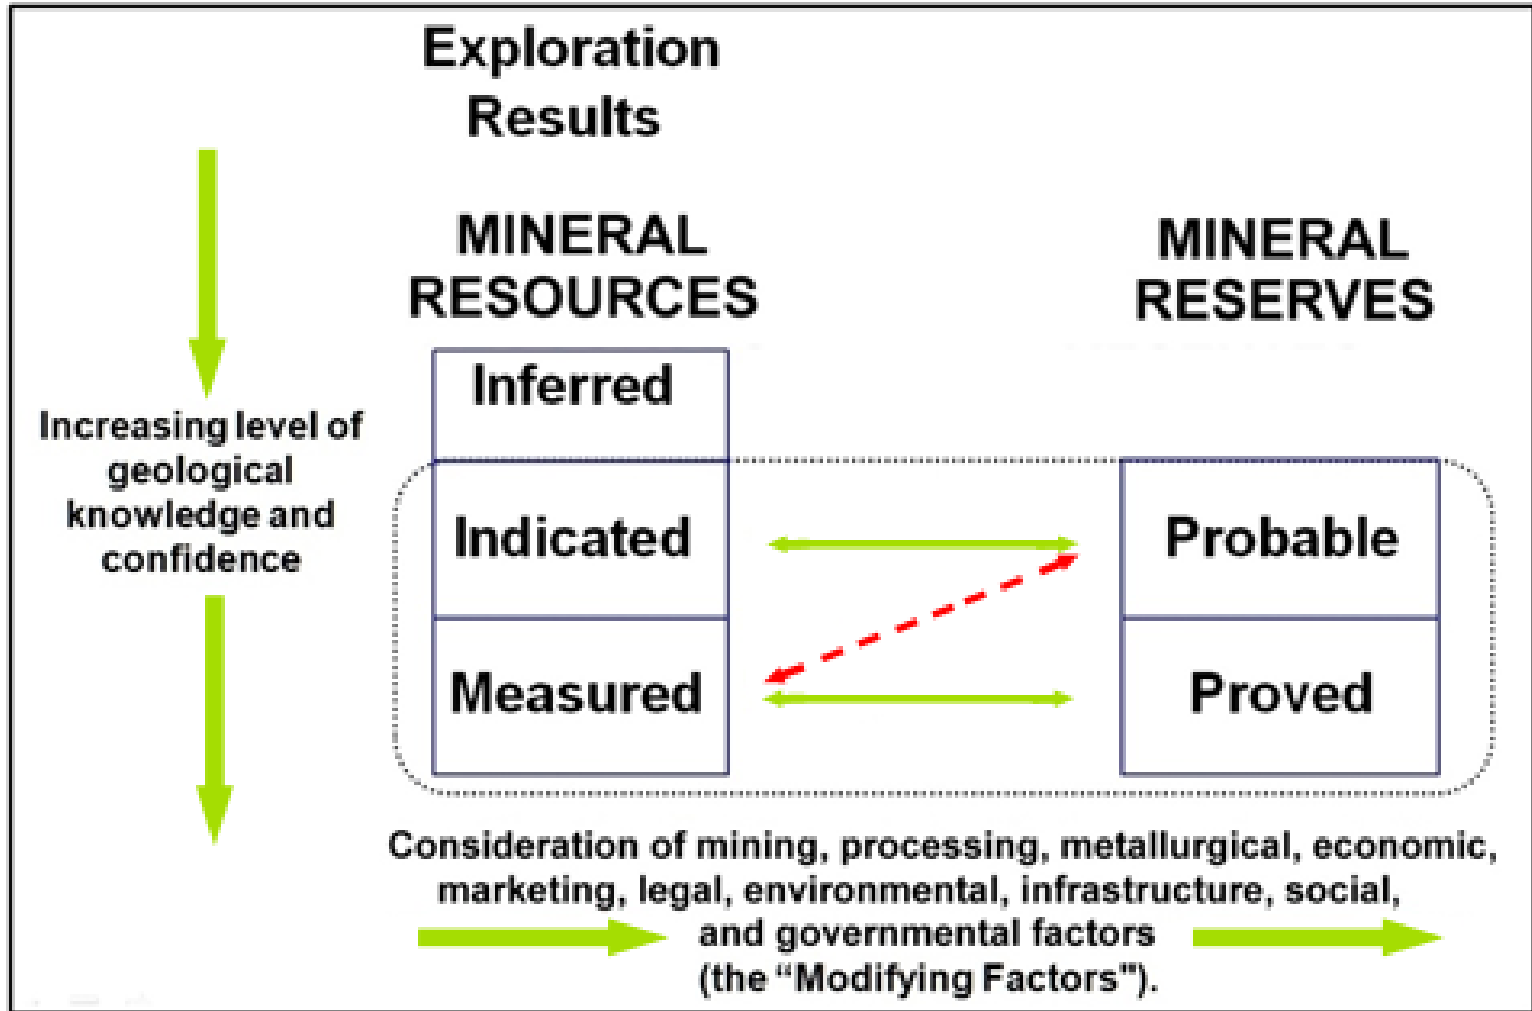 Exploration
Results
MINERAL
RESOURCES
MINERAL
RESERVES
Increasing level of
geological
knowledge and
confidence
Inferred
Indicated
Measured
Probable
Proved
Consideration of mining, processing, metallurgical, economic,
marketing, legal, environmental, infrastructure, social,
and governmental factors
(the “Modifying Factors").